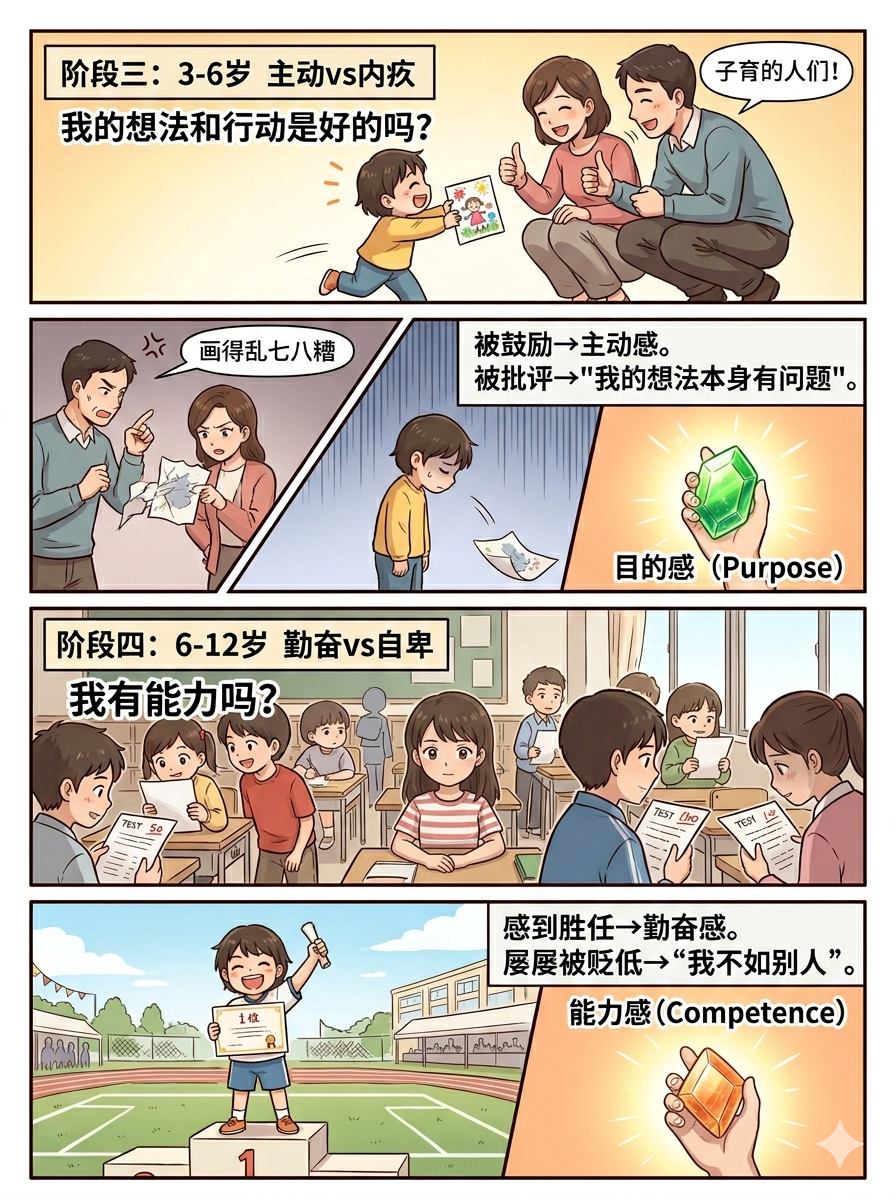 阶段三：3-6岁 主动vs内疚
我的想法和行动是好的吗？
子育的人们！
画得乱七八糟
被鼓励→主动感。
被批评→"我的想法本身有问题"。
目的感（Purpose）
阶段四：6-12岁 勤奋vs自卑
我有能力吗？
TEST 50
TEST
TEST
1位
1
感到胜任→勤奋感。
屡屡被贬低→“我不如别人”。
能力感（Competence）